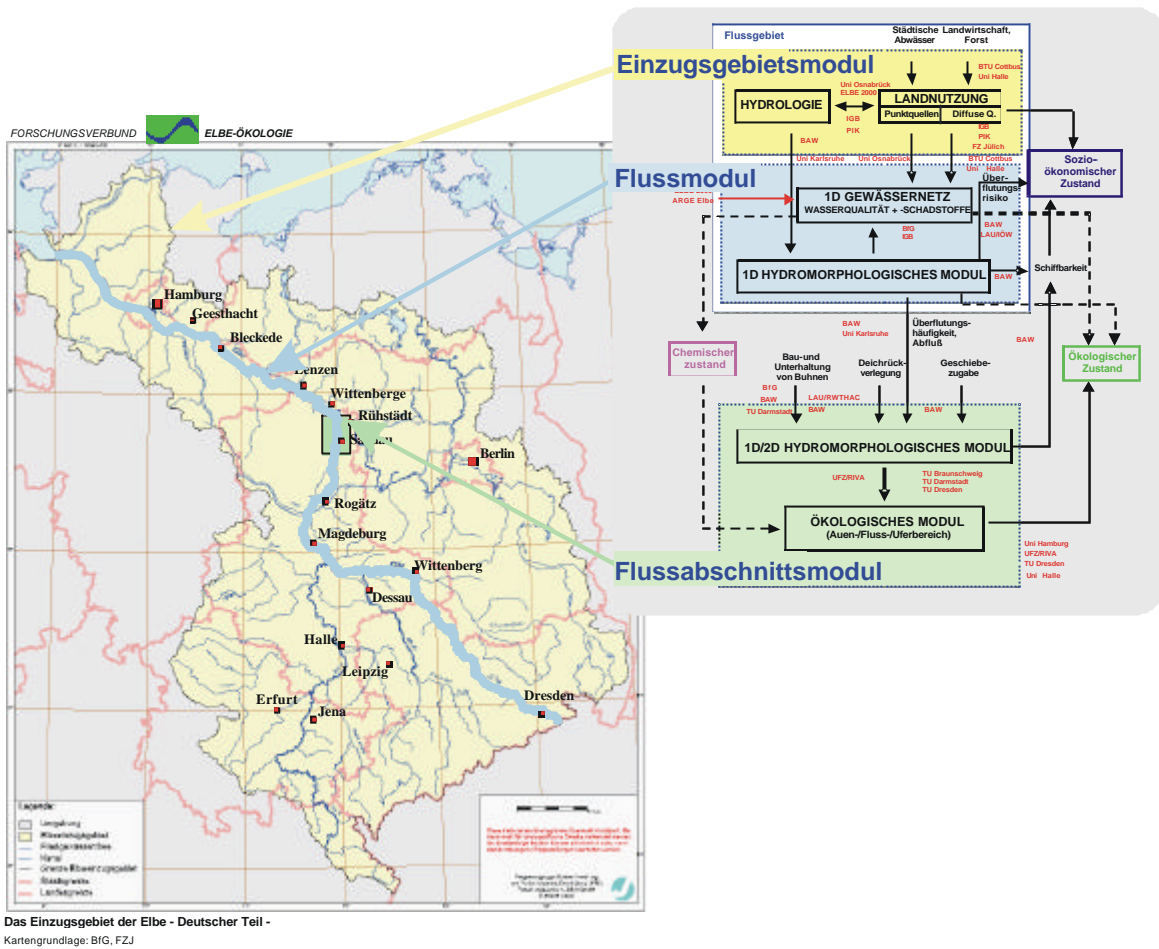 FORSCHUNGSVERBUND ELBE-ÖKOLOGIE
Hamburg
Geesthacht
Bleckede
Lenzen
Wittenberge
Rühstädt
Berlin
Rogätz
Magdeburg
Wittenberg
Dessau
Halle
Leipzig
Erfurt
Jena
Dresden
Legende:
Umgebung
Kanal
Staatsgrenze
Landesgrenze
Das Einzugsgebiet der Elbe - Deutscher Teil -
Kartengrundlage: BfG, FZJ
Flussgebiet
Städtische
Abwässer
Landwirtschaft,
Forst
Einzugsgebietsmodul
BTU Cottbus
Uni Halle
Uni Osnabrück
ELBE 2000
HYDROLOGIE
LANDNUTZUNG
Punktquellen
Diffuse Q.
IGB
PIK
IGB
PIK
FZ Jülich
BAW
Uni Karlsruhe
Uni Osnabrück
BTU Cottbus
Uni Halle
Sozio-
ökonomischer
Zustand
Flussmodul
Über-
flutungs-
risiko
ARGE Elbe
1D GEWÄSSERNETZ
WASSERQUALITÄT + -SCHADSTOFFE
BfG
IGB
BAW
LAU/IÖW
1D HYDROMORPHOLOGISCHES MODUL
BAW
Schiffbarkeit
BAW
Uni Karlsruhe
Überflutungs-
häufigkeit,
Abfluß
BAW
Chemischer
zustand
Ökologischer
Zustand
Bau-und
Unterhaltung
von Buhnen
Deichrück-
verlegung
Geschiebe-
zugabe
BfG
BAW
TU Darmstadt
LAU/RWTHAC
BAW
BAW
1D/2D HYDROMORPHOLOGISCHES MODUL
UFZ/RIVA
TU Braunschweig
TU Darmstadt
TU Dresden
ÖKOLOGISCHES MODUL
(Auen-/Fluss-/Uferbereich)
Uni Hamburg
UFZ/RIVA
TU Dresden
Uni Halle
Flussabschnittsmodul